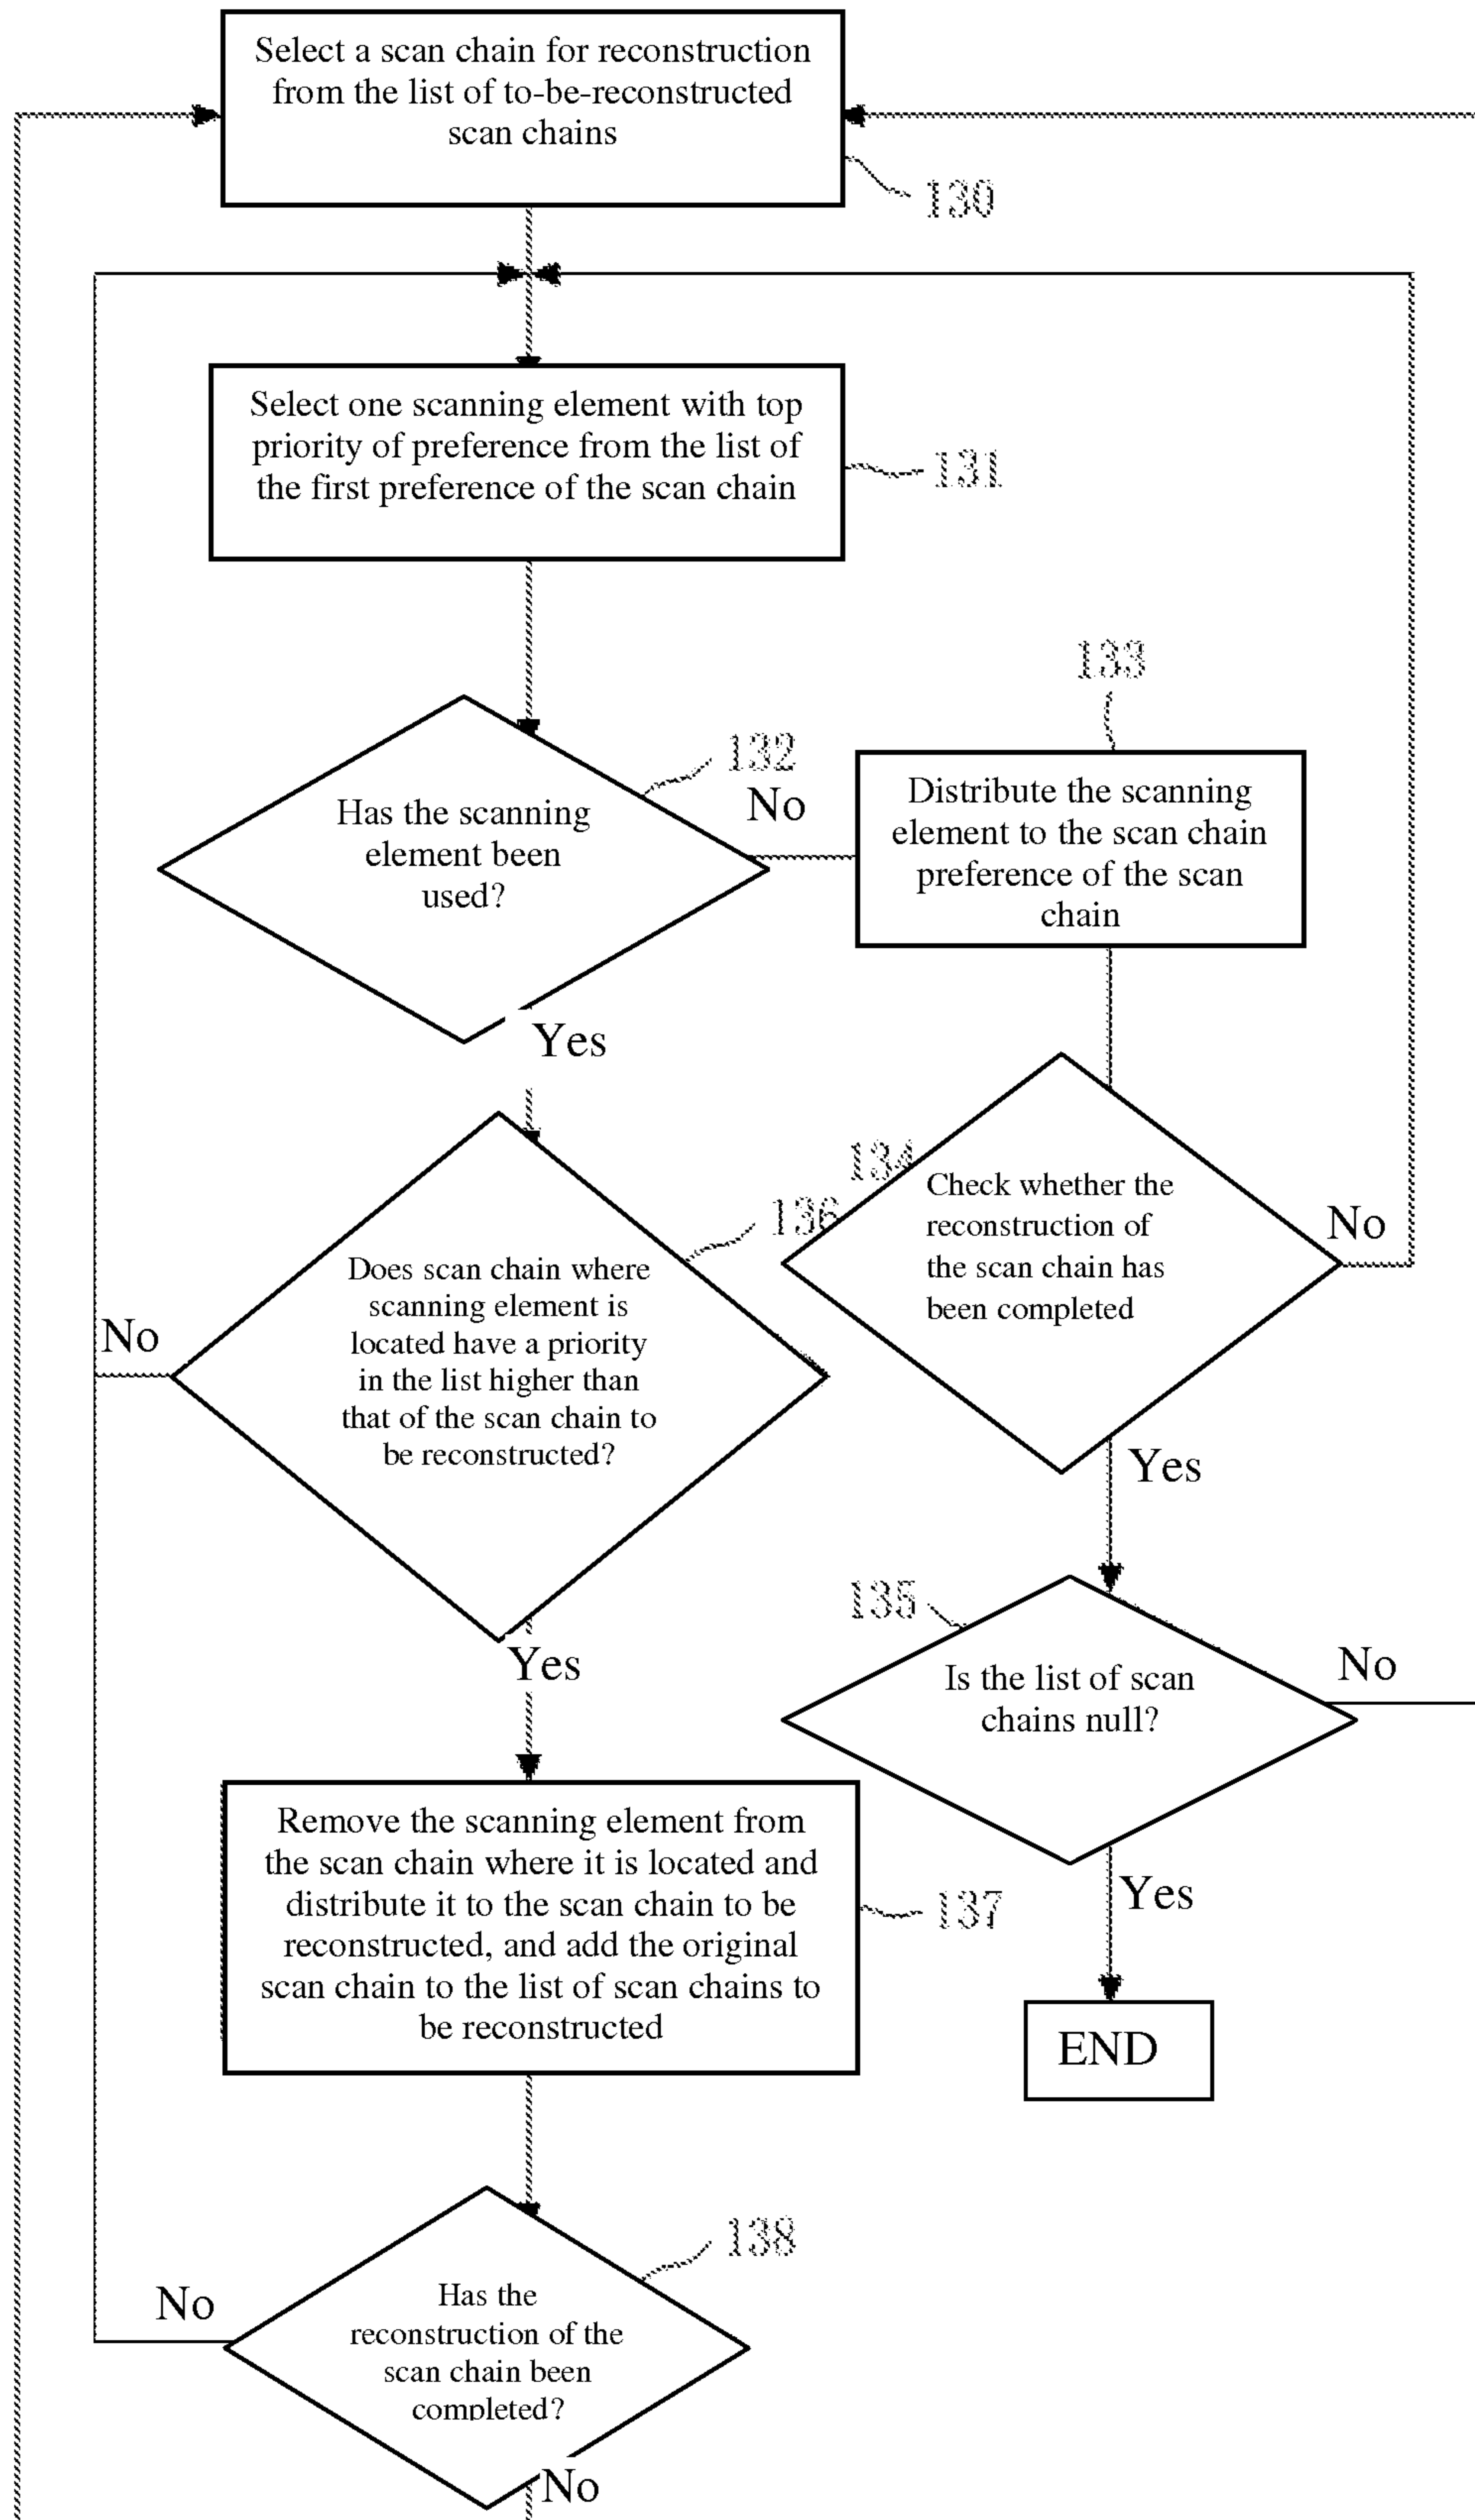 Select a scan chain for reconstruction
from the list of to-be-reconstructed
scan chains
130
Select one scanning element with top
priority of preference from the list of
the first preference of the scan chain
131
133
132
No
Has the scanning
element been
used?
Distribute the scanning
element to the scan chain
preference of the scan
chain
Yes
134
136
Check whether the
reconstruction of
the scan chain has
been completed
No
Does scan chain where
scanning element is
located have a priority
in the list higher than
that of the scan chain to
be reconstructed?
No
Yes
135
Yes
Is the list of scan
chains null?
No
Remove the scanning element from
the scan chain where it is located and
distribute it to the scan chain to be
reconstructed, and add the original
scan chain to the list of scan chains to
be reconstructed
137
Yes
END
138
No
Has the
reconstruction of the
scan chain been
completed?
No